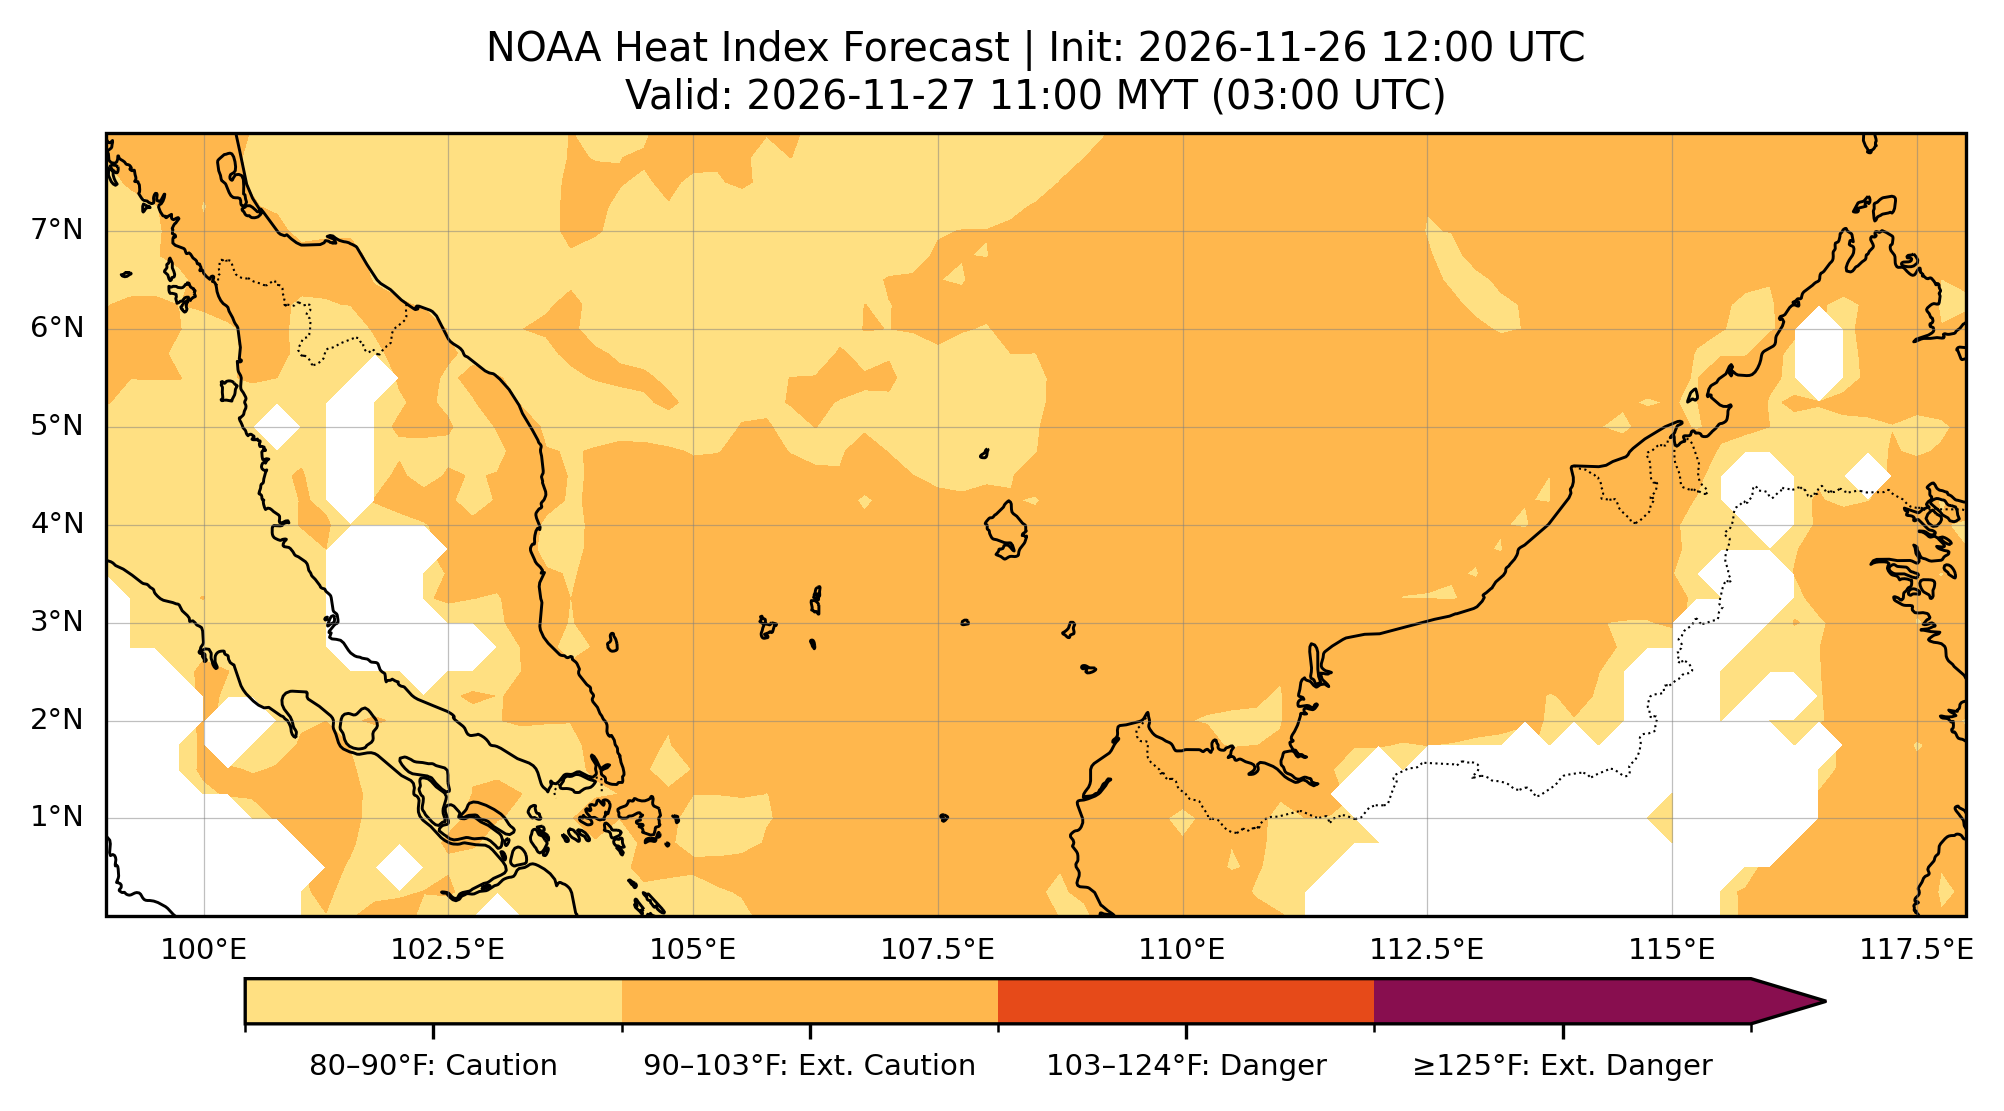 NOAA Heat Index Forecast | Init: 2026-11-26 12:00 UTC
Valid: 2026-11-27 11:00 MYT (03:00 UTC)
7°N
6°N
5°N
4°N
3°N
2°N
1°N
100°E 102.5°E 105°E 107.5°E 110°E 112.5°E 115°E 117.5°E
80–90°F: Caution 90–103°F: Ext. Caution 103–124°F: Danger ≥125°F: Ext. Danger